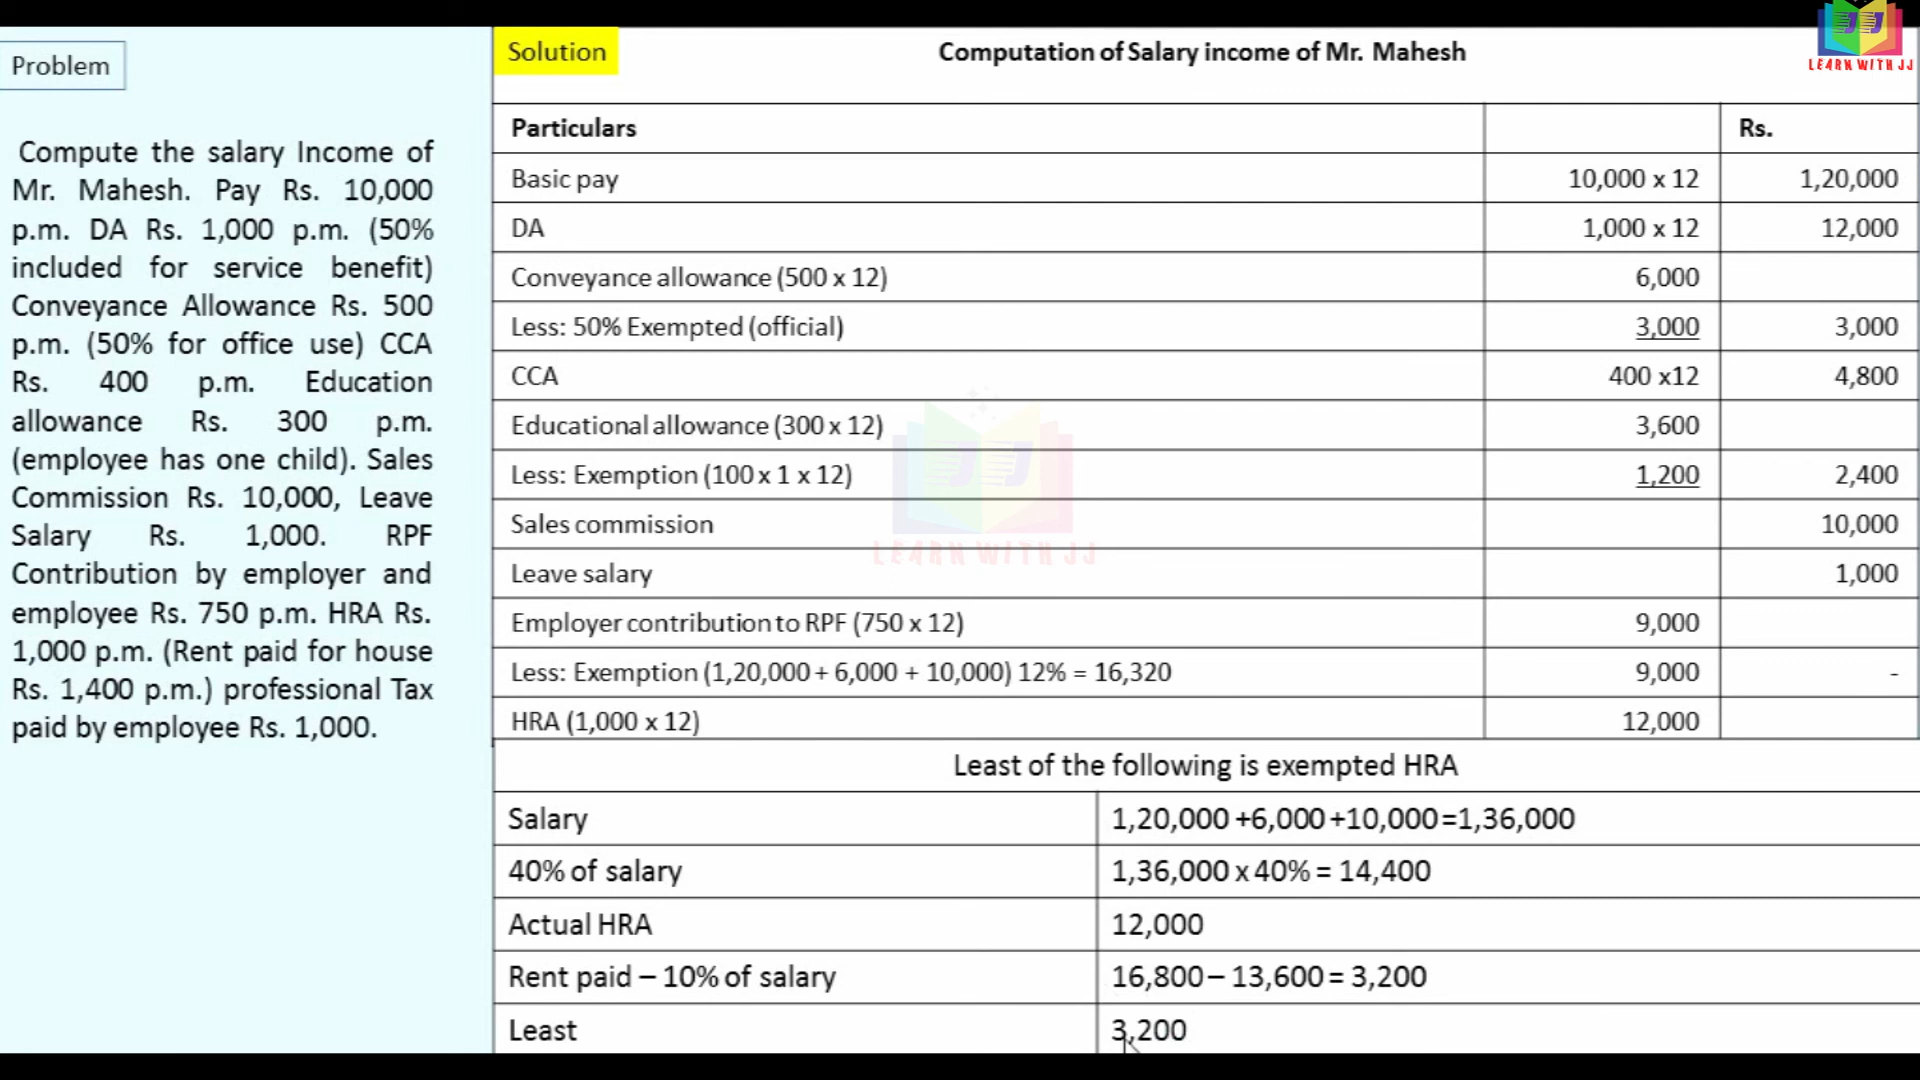 Problem
Compute the salary Income of
Mr. Mahesh. Pay Rs. 10,000
p.m. DA Rs. 1,000 p.m. (50%
included for service benefit)
Conveyance Allowance Rs. 500
p.m. (50% for office use) CCA
Rs. 400 p.m. Education
allowance Rs. 300 p.m.
(employee has one child). Sales
Commission Rs. 10,000, Leave
Salary Rs. 1,000. RPF
Contribution by employer and
employee Rs. 750 p.m. HRA Rs.
1,000 p.m. (Rent paid for house
Rs. 1,400 p.m.) professional Tax
paid by employee Rs. 1,000.
Solution
Computation of Salary income of Mr. Mahesh
JJ
LEARN WITH JJ
Particulars Rs.
Basic pay 10,000 x 12 1,20,000
DA 1,000 x 12 12,000
Conveyance allowance (500 x 12) 6,000
Less: 50% Exempted (official) 3,000 3,000
CCA 400 x12 4,800
Educational allowance (300 x 12) 3,600
Less: Exemption (100 x 1 x 12) 1,200 2,400
Sales commission 10,000
Leave salary 1,000
Employer contribution to RPF (750 x 12) 9,000
Less: Exemption (1,20,000 + 6,000 + 10,000) 12% = 16,320 9,000 -
HRA (1,000 x 12) 12,000
JJ
LEARN WITH JJ
Least of the following is exempted HRA
Salary 1,20,000 +6,000 +10,000=1,36,000
40% of salary 1,36,000 x 40% = 14,400
Actual HRA 12,000
Rent paid – 10% of salary 16,800 – 13,600 = 3,200
Least 3,200